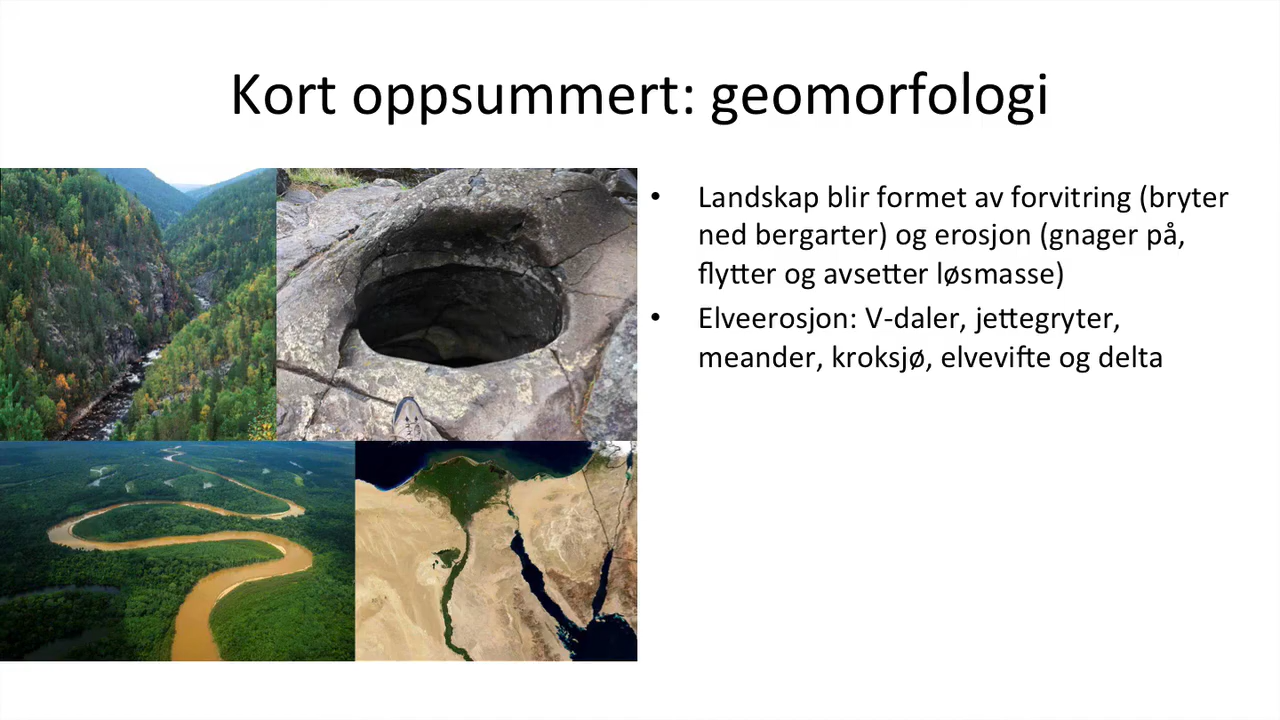 Kort oppsummert: geomorfologi
• Landskap blir formet av forvitring (bryter
ned bergarter) og erosjon (gnager på,
flytter og avsetter løsmasse)
• Elveerosjon: V-daler, jettegryter,
meander, kroksjø, elvevifte og delta